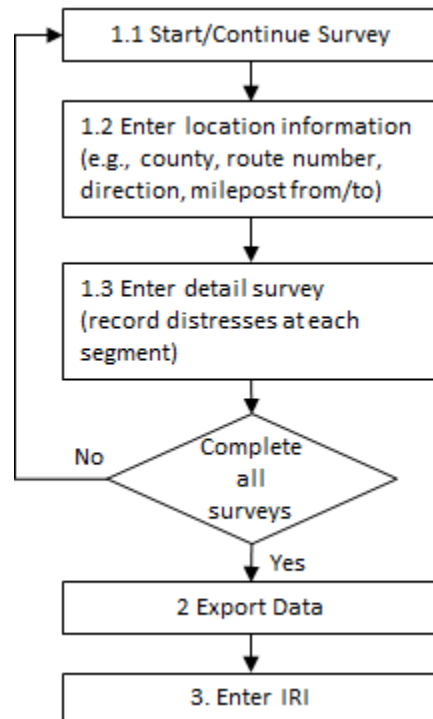 1.1 Start/Continue Survey
1.2 Enter location information
(e.g., county, route number,
direction, milepost from/to)
1.3 Enter detail survey
(record distresses at each
segment)
Complete
all
surveys
No
Yes
2 Export Data
3. Enter IRI